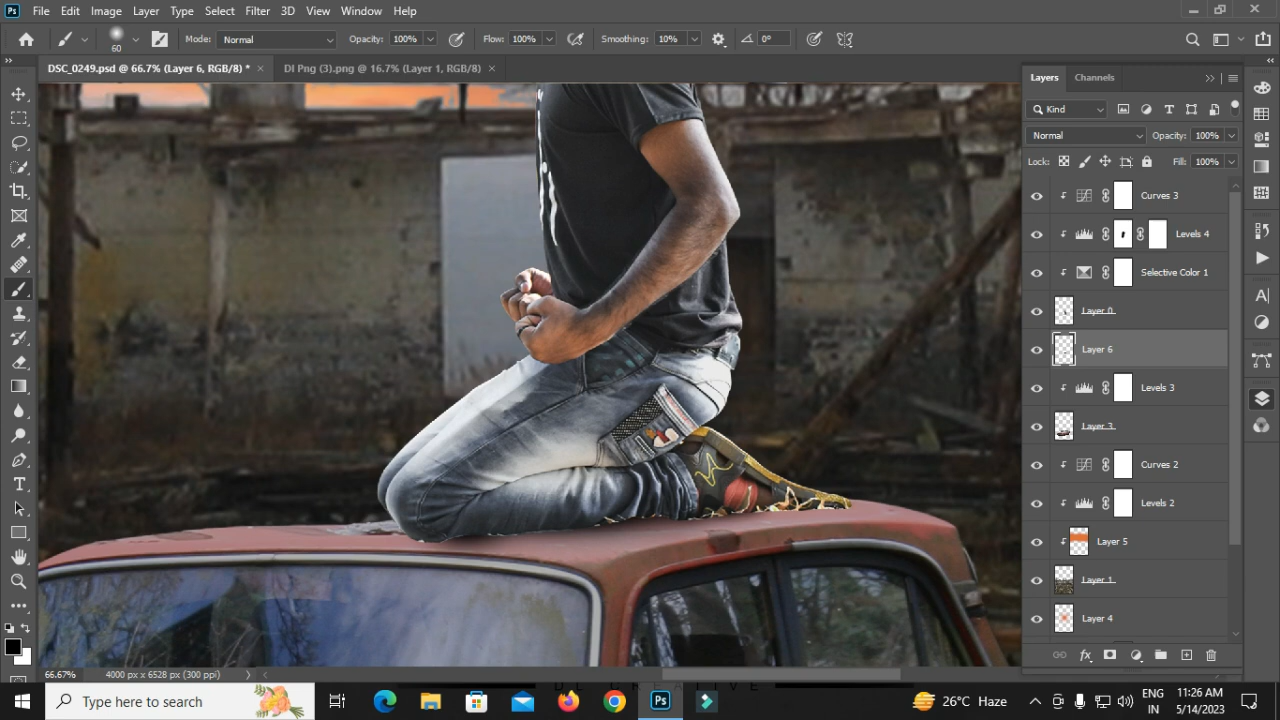 Ps File Edit Image Layer Type Select Filter 3D View Window Help
60 Mode: Normal Opacity: 100% Flow: 100% Smoothing: 10% 0°
DSC_0249.psd @ 66.7% (Layer 6, RGB/8) * × DI Png (3).png @ 16.7% (Layer 1, RGB/8) ×
Layers Channels
Kind
Normal Opacity: 100%
Lock: Fill: 100%
Curves 3
Levels 4
Selective Color 1
Layer 0
Layer 6
Levels 3
Layer 3
Curves 2
Levels 2
Layer 5
Layer 1
Layer 4
66.67% 4000 px x 6528 px (300 ppi)
Type here to search
26°C Haze
ENG
IN
1:26 AM
5/14/2023